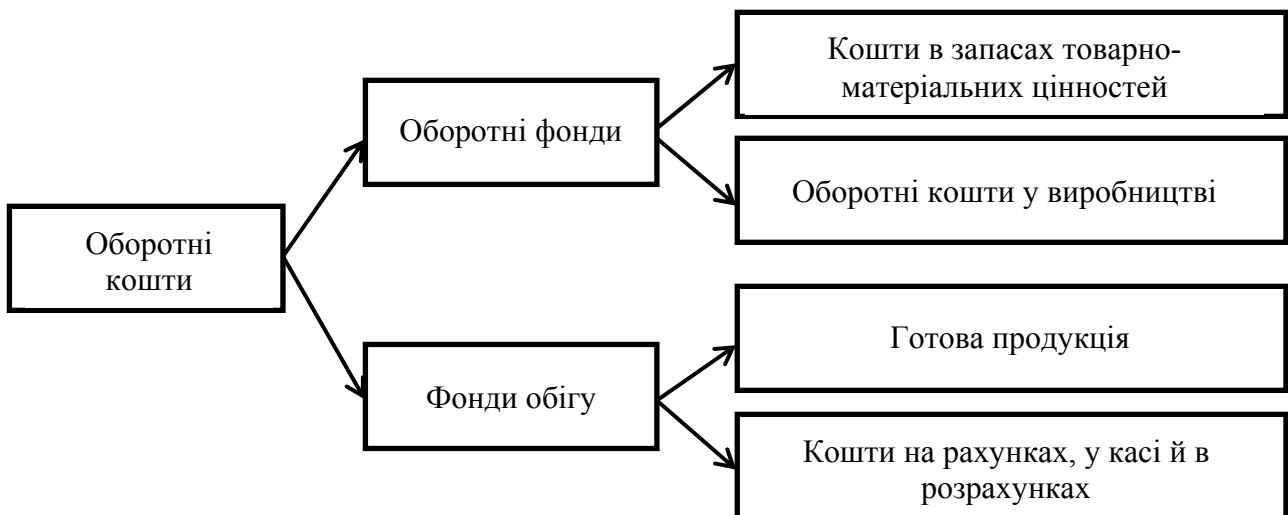 Кошти в запасах товарно-
матеріальних цінностей
Оборотні фонди
Оборотні кошти у виробництві
Оборотні
кошти
Готова продукція
Фонди обігу
Кошти на рахунках, у касі й в
розрахунках